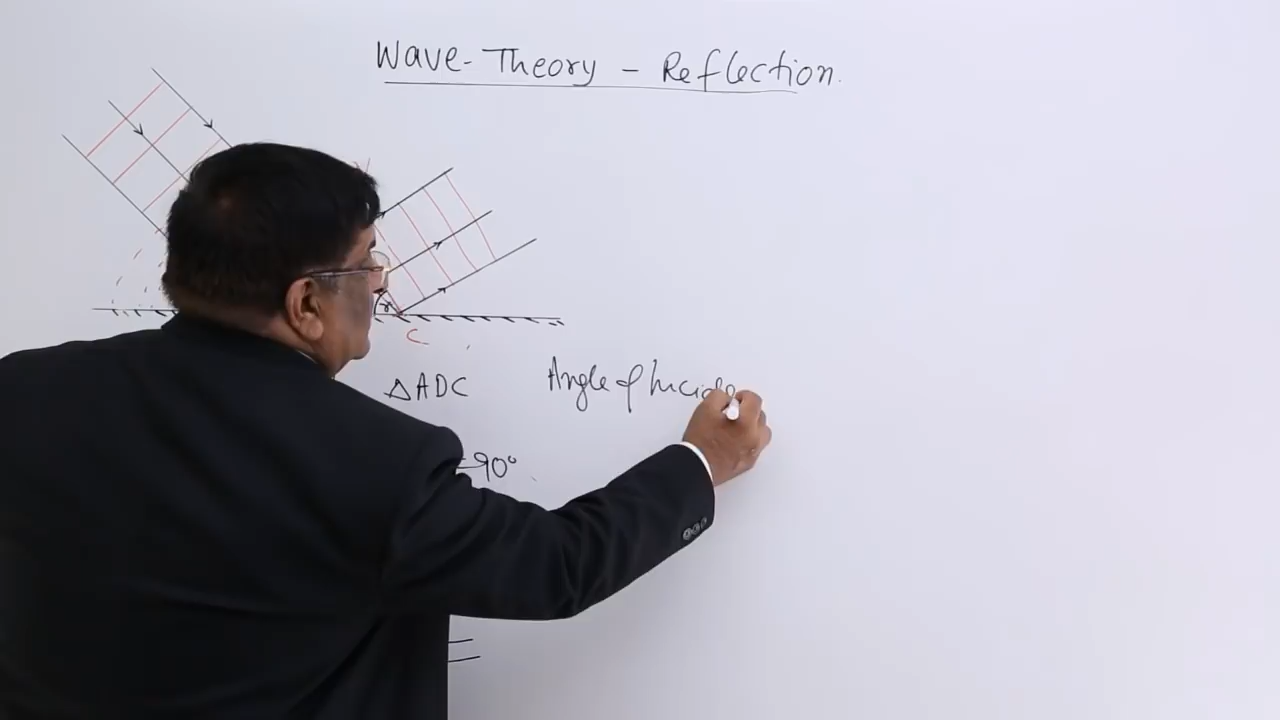 Wave-Theory - Reflection.
r
C
△ADC
Angle of Incide
=90°